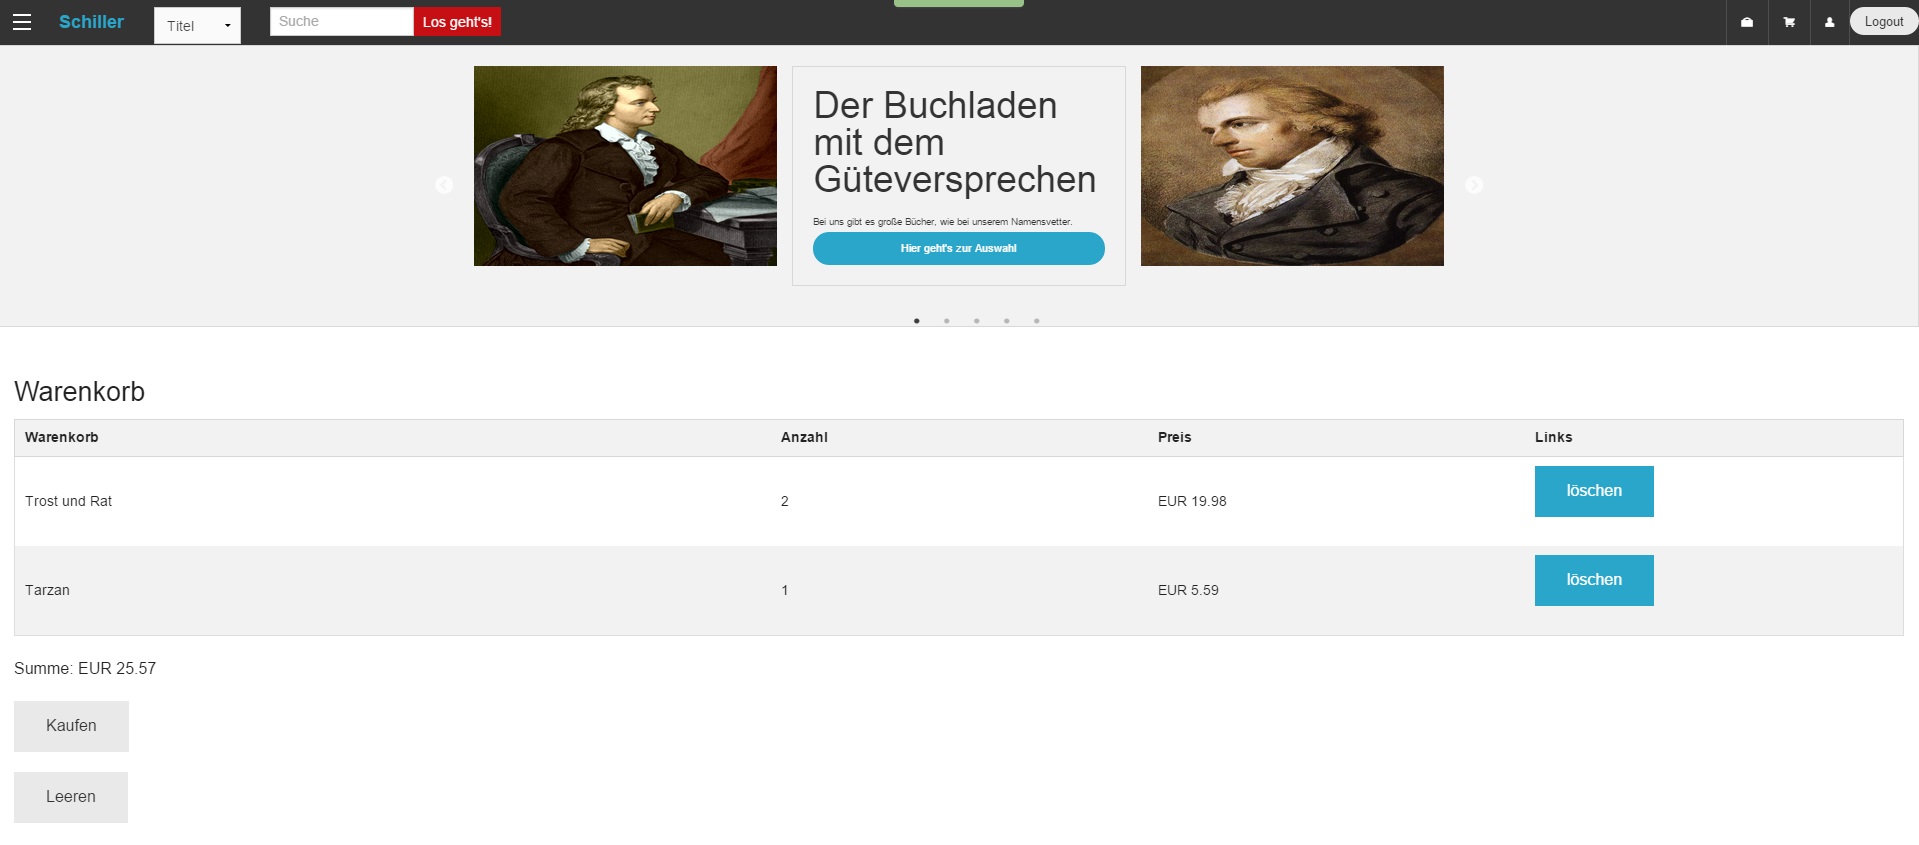 Schiller Titel Suche Los geht's! Logout
Der Buchladen
mit dem
Güteversprechen
Bei uns gibt es große Bücher, wie bei unserem Namensvetter.
Hier geht's zur Auswahl
Warenkorb
Warenkorb Anzahl Preis Links
Trost und Rat 2 EUR 19.98 löschen
Tarzan 1 EUR 5.59 löschen
Summe: EUR 25.57
Kaufen
Leeren